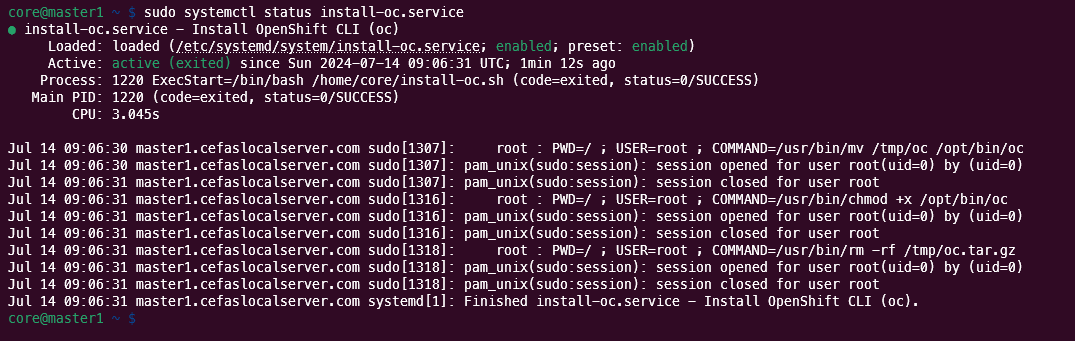 core@master1 ~ $ sudo systemctl status install-oc.service
● install-oc.service – Install OpenShift CLI (oc)
     Loaded: loaded (/etc/systemd/system/install-oc.service; enabled; preset: enabled)
     Active: active (exited) since Sun 2024-07-14 09:06:31 UTC; 1min 12s ago
    Process: 1220 ExecStart=/bin/bash /home/core/install-oc.sh (code=exited, status=0/SUCCESS)
   Main PID: 1220 (code=exited, status=0/SUCCESS)
        CPU: 3.045s

Jul 14 09:06:30 master1.cefaslocalserver.com sudo[1307]:     root : PWD=/ ; USER=root ; COMMAND=/usr/bin/mv /tmp/oc /opt/bin/oc
Jul 14 09:06:30 master1.cefaslocalserver.com sudo[1307]: pam_unix(sudo:session): session opened for user root(uid=0) by (uid=0)
Jul 14 09:06:31 master1.cefaslocalserver.com sudo[1307]: pam_unix(sudo:session): session closed for user root
Jul 14 09:06:31 master1.cefaslocalserver.com sudo[1316]:     root : PWD=/ ; USER=root ; COMMAND=/usr/bin/chmod +x /opt/bin/oc
Jul 14 09:06:31 master1.cefaslocalserver.com sudo[1316]: pam_unix(sudo:session): session opened for user root(uid=0) by (uid=0)
Jul 14 09:06:31 master1.cefaslocalserver.com sudo[1316]: pam_unix(sudo:session): session closed for user root
Jul 14 09:06:31 master1.cefaslocalserver.com sudo[1318]:     root : PWD=/ ; USER=root ; COMMAND=/usr/bin/rm -rf /tmp/oc.tar.gz
Jul 14 09:06:31 master1.cefaslocalserver.com sudo[1318]: pam_unix(sudo:session): session opened for user root(uid=0) by (uid=0)
Jul 14 09:06:31 master1.cefaslocalserver.com sudo[1318]: pam_unix(sudo:session): session closed for user root
Jul 14 09:06:31 master1.cefaslocalserver.com systemd[1]: Finished install-oc.service – Install OpenShift CLI (oc).
core@master1 ~ $